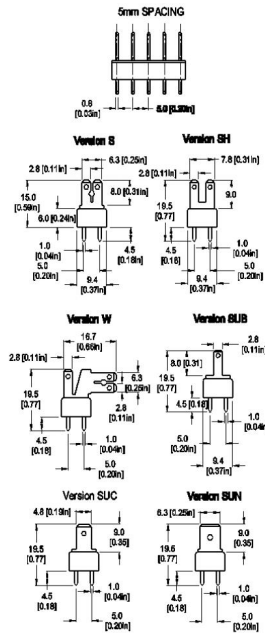 5mm SPACING
0.8
[0.03in]
5.0 [0.20in]
Version S
6.3 [0.25in]
2.8 [0.11in]
15.0
[0.59in]
8.0 [0.31in]
6.0 [0.24in]
1.0
[0.04in]
4.5
[0.18in]
5.0
[0.20in]
9.4
[0.37in]
Version SH
7.8 [0.31in]
2.8 [0.11in]
19.5
[0.77]
9.0
4.5
[0.18]
1.0
[0.04in]
5.0
[0.20in]
9.4
[0.37in]
Version W
16.7
[0.66in]
2.8 [0.11in]
6.3
[0.25in]
19.5
[0.77]
2.8
[0.11in]
4.5
[0.18]
1.0
[0.04in]
5.0
[0.20in]
Version SUB
2.8
[0.11in]
8.0 [0.31]
19.5
[0.77]
4.5 [0.18]
1.0
[0.04in]
5.0
[0.20in]
9.4
[0.37in]
Version SUC
4.8 [0.19in]
9.0
[0.35]
19.5
[0.77]
4.5
[0.18]
1.0
[0.04in]
5.0
[0.20in]
Version SUN
6.3 [0.25in]
9.0
[0.35]
19.5
[0.77]
4.5
[0.18]
1.0
[0.04in]
5.0
[0.20in]